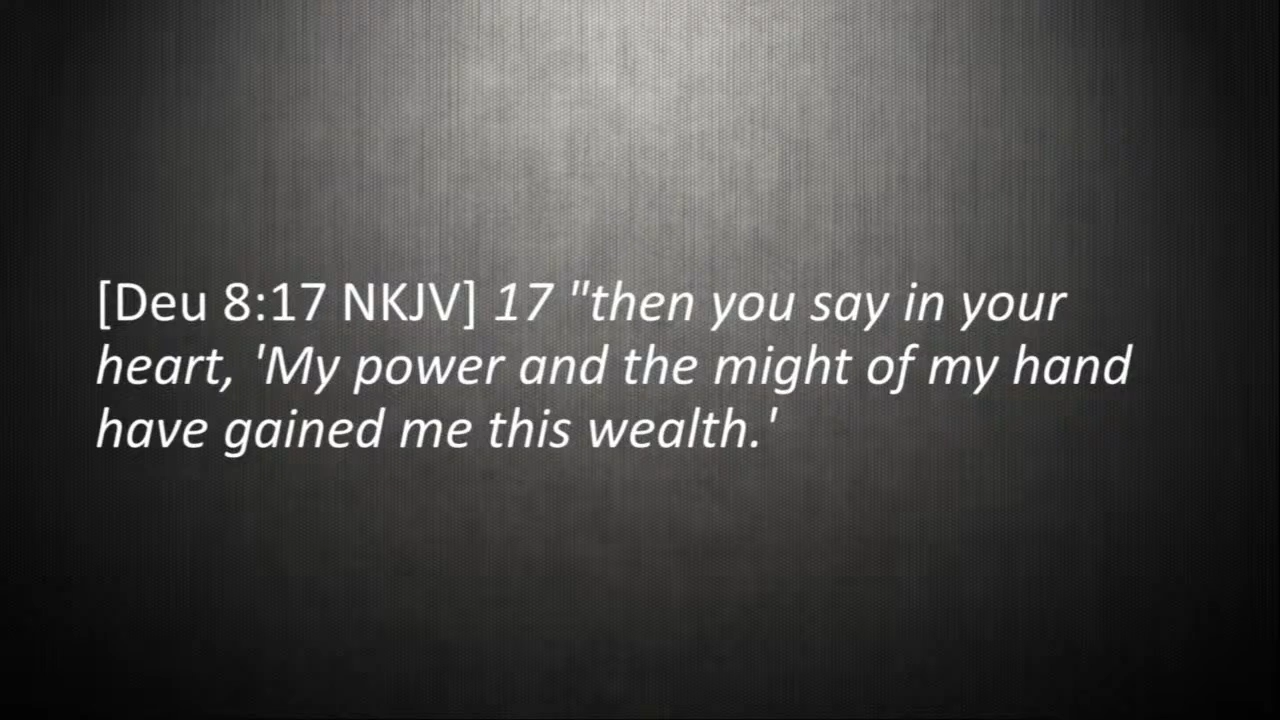 [Deu 8:17 NKJV] 17 "then you say in your
heart, 'My power and the might of my hand
have gained me this wealth.'